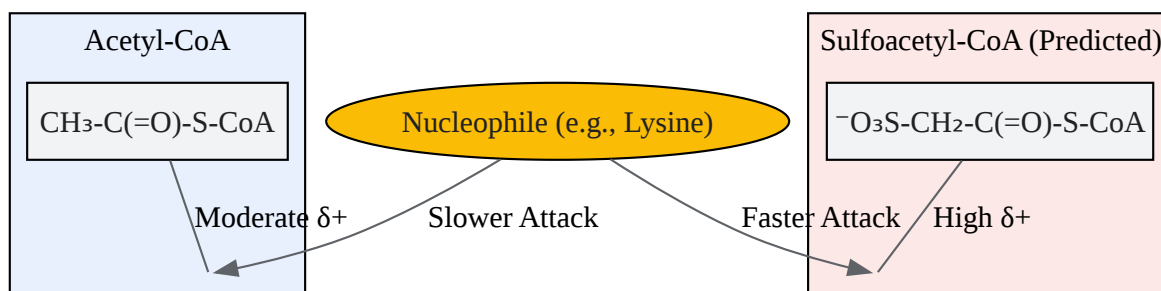 Acetyl-CoA
Sulfoacetyl-CoA (Predicted)
CH₃-C(=O)-S-CoA
Nucleophile (e.g., Lysine)
⁻O₃S-CH₂-C(=O)-S-CoA
Moderate δ+
Slower Attack
Faster Attack
High δ+